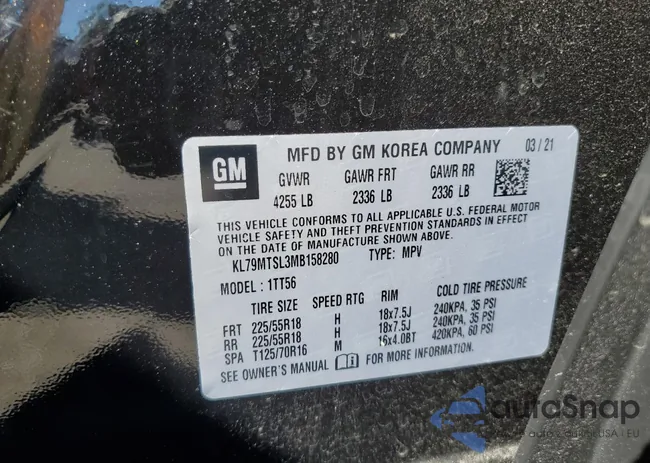 GM
MFD BY GM KOREA COMPANY 03 / 21
GVWR GAWR FRT GAWR RR
4255 LB 2336 LB 2336 LB
THIS VEHICLE CONFORMS TO ALL APPLICABLE U.S. FEDERAL MOTOR
VEHICLE SAFETY AND THEFT PREVENTION STANDARDS IN EFFECT
ON THE DATE OF MANUFACTURE SHOWN ABOVE.
KL79MTSL3MB158280 TYPE: MPV
MODEL : 1TT56
TIRE SIZE SPEED RTG RIM COLD TIRE PRESSURE
FRT 225/55R18 H 18x7.5J 240KPA, 35 PSI
RR 225/55R18 H 18x7.5J 240KPA, 35 PSI
SPA T125/70R16 M 16x4.0BT 420KPA, 60 PSI
SEE OWNER'S MANUAL FOR MORE INFORMATION.
autoSnap
USA | EU